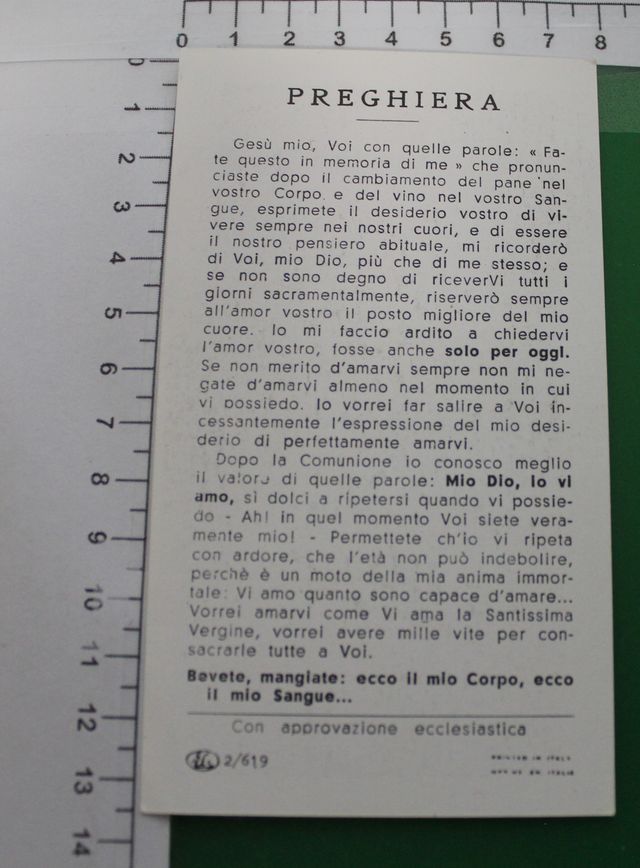 0 1 2 3 4 5 6 7 8
0
1
2
3
4
5
6
7
8
9
10
11
12
13
14
PREGHIERA
Gesù mio, Voi con quelle parole: « Fa-
te questo in memoria di me » che pronun-
ciaste dopo il cambiamento del pane nel
vostro Corpo e del vino nel vostro San-
gue, esprimete il desiderio vostro di vi-
vere sempre nei nostri cuori, e di essere
il nostro pensiero abituale, mi ricorderò
di Voi, mio Dio, più che di me stesso; e
se non sono degno di riceverVi tutti i
giorni sacramentalmente, riserverò sempre
all'amor vostro il posto migliore del mio
cuore. Io mi faccio ardito a chiedervi
l'amor vostro, fosse anche solo per oggi.
Se non merito d'amarvi sempre non mi ne-
gate d'amarvi almeno nel momento in cui
vi possiedo. Io vorrei far salire a Voi in-
cessantemente l'espressione del mio desi-
derio di perfettamente amarvi.
Dopo la Comunione io conosco meglio
il valore di quelle parole: Mio Dio, Io vi
amo, sì dolci a ripetersi quando vi possie-
do - Ah! in quel momento Voi siete vera-
mente mio! - Permettete ch'io vi ripeta
con ardore, che l'età non può indebolire,
perchè è un moto della mia anima immor-
tale: Vi amo quanto sono capace d'amare...
Vorrei amarvi come Vi ama la Santissima
Vergine, vorrei avere mille vite per con-
sacrarle tutte a Voi.
Bevete, mangiate: ecco il mio Corpo, ecco
il mio Sangue...
Con approvazione ecclesiastica
2/619
PRINTED IN ITALY